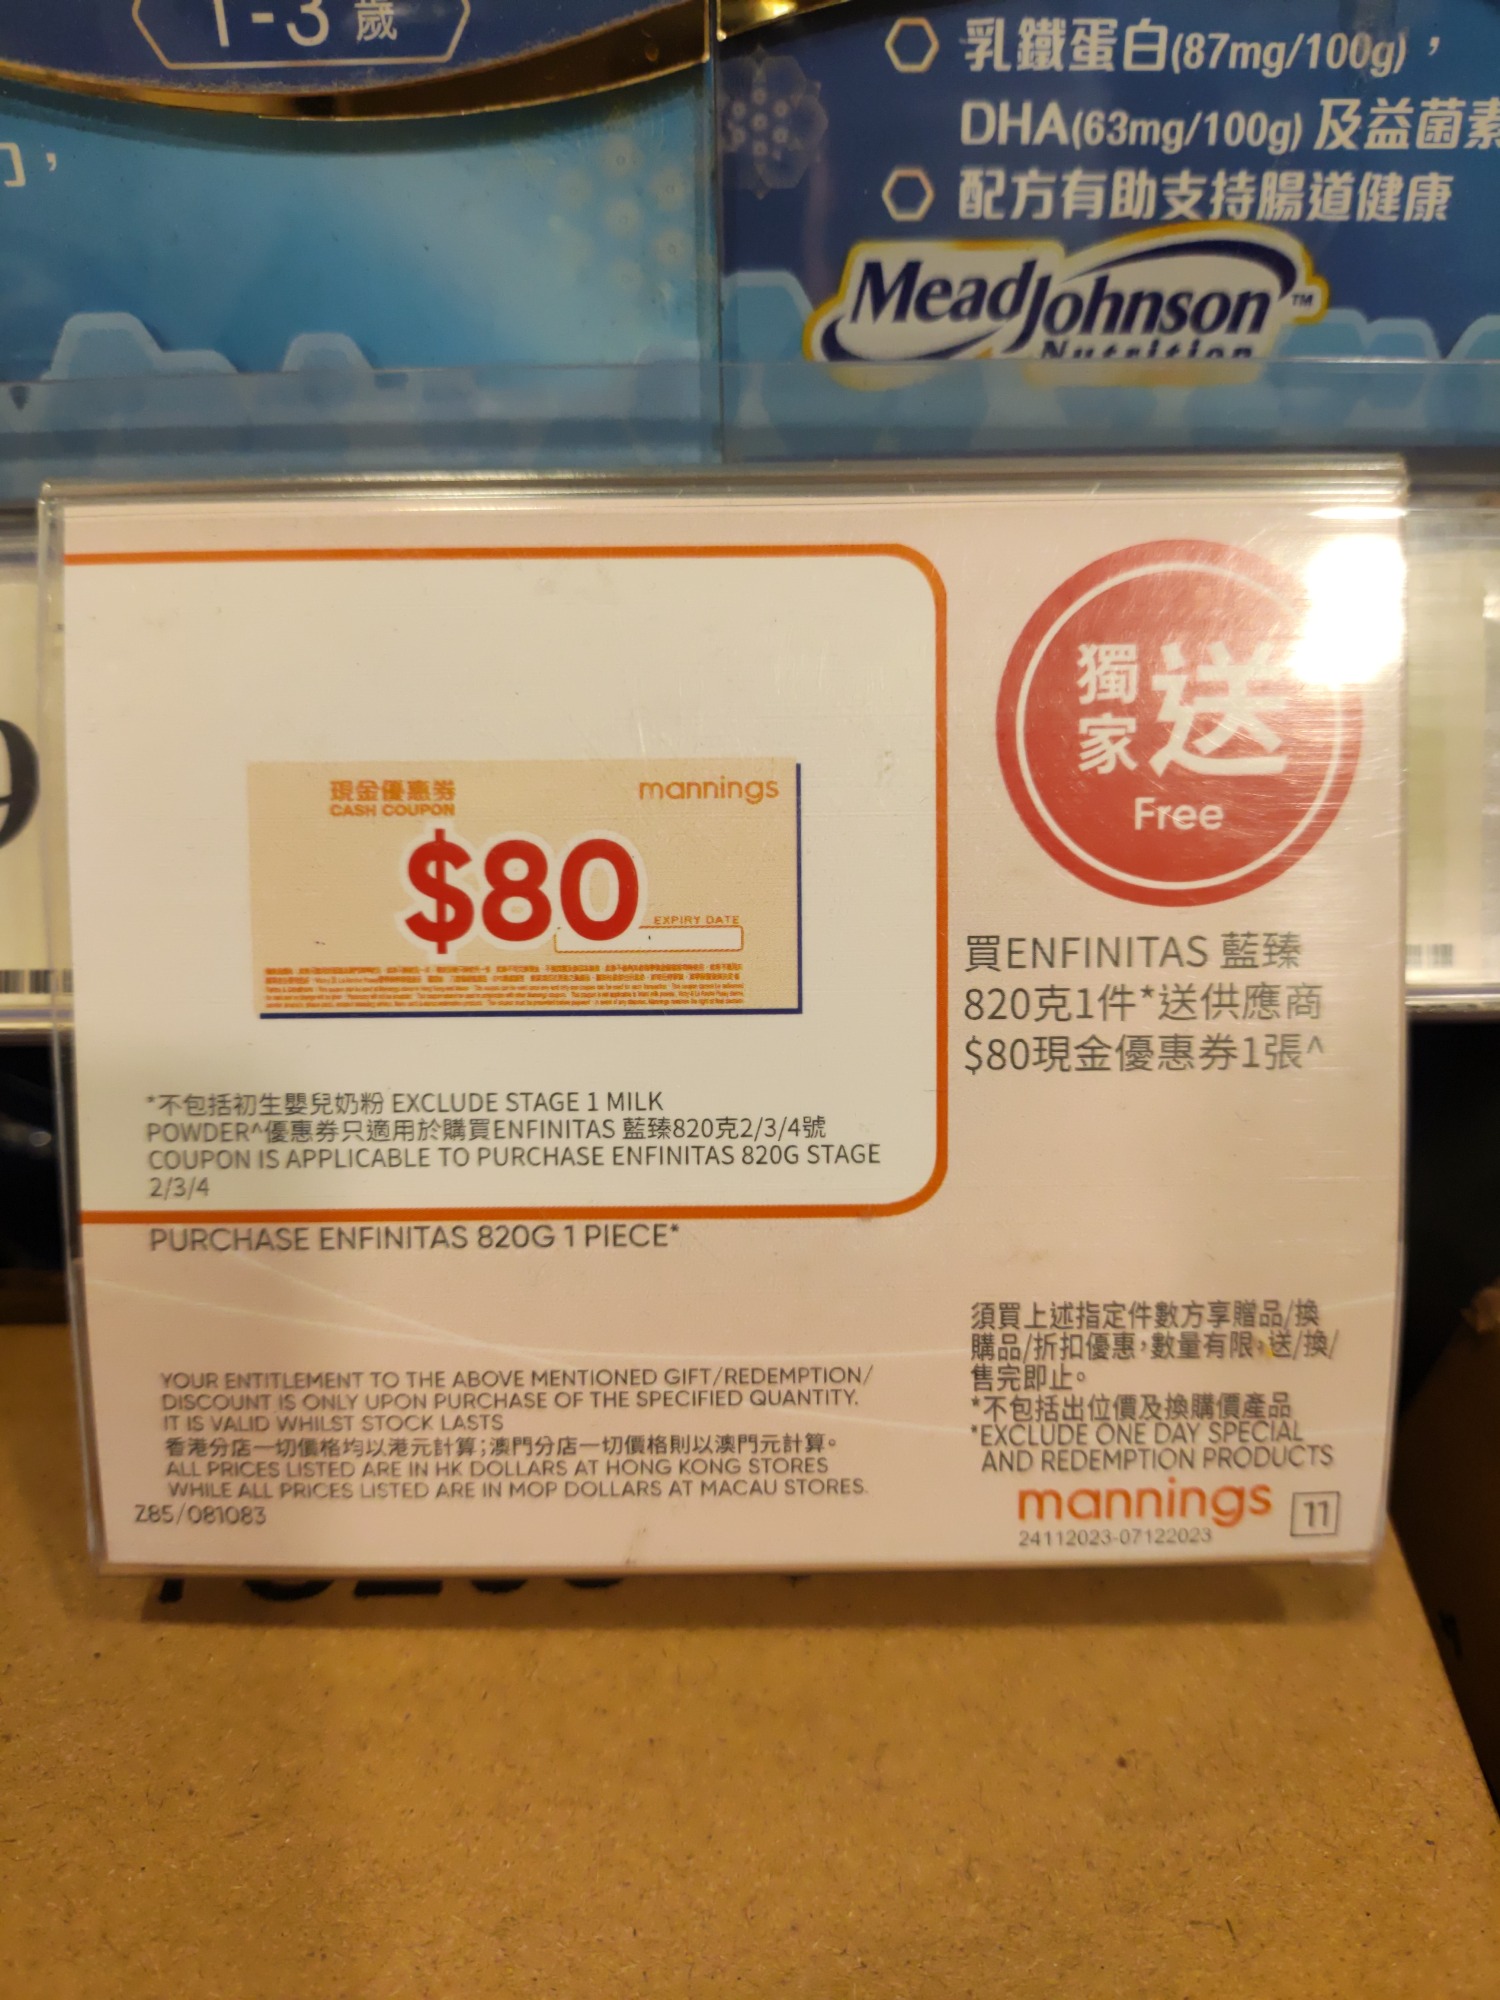 1-3 歲
乳鐵蛋白(87mg/100g)，
DHA(63mg/100g) 及益菌素
配方有助支持腸道健康
MeadJohnson™
Nutrition
獨家送
Free
現金優惠券
CASH COUPON
mannings
$80
EXPIRY DATE
買ENFINITAS 藍臻
820克1件*送供應商
$80現金優惠券1張^
*不包括初生嬰兒奶粉 EXCLUDE STAGE 1 MILK
POWDER^優惠券只適用於購買ENFINITAS 藍臻820克2/3/4號
COUPON IS APPLICABLE TO PURCHASE ENFINITAS 820G STAGE
2/3/4
PURCHASE ENFINITAS 820G 1 PIECE*
須買上述指定件數方享贈品/換
購品/折扣優惠，數量有限，送/換/
售完即止。
*不包括出位價及換購價產品
*EXCLUDE ONE DAY SPECIAL
AND REDEMPTION PRODUCTS
YOUR ENTITLEMENT TO THE ABOVE MENTIONED GIFT/REDEMPTION/
DISCOUNT IS ONLY UPON PURCHASE OF THE SPECIFIED QUANTITY.
IT IS VALID WHILST STOCK LASTS
香港分店一切價格均以港元計算；澳門分店一切價格則以澳門元計算。
ALL PRICES LISTED ARE IN HK DOLLARS AT HONG KONG STORES
WHILE ALL PRICES LISTED ARE IN MOP DOLLARS AT MACAU STORES.
Z85/081083
mannings 11
24112023-07122023